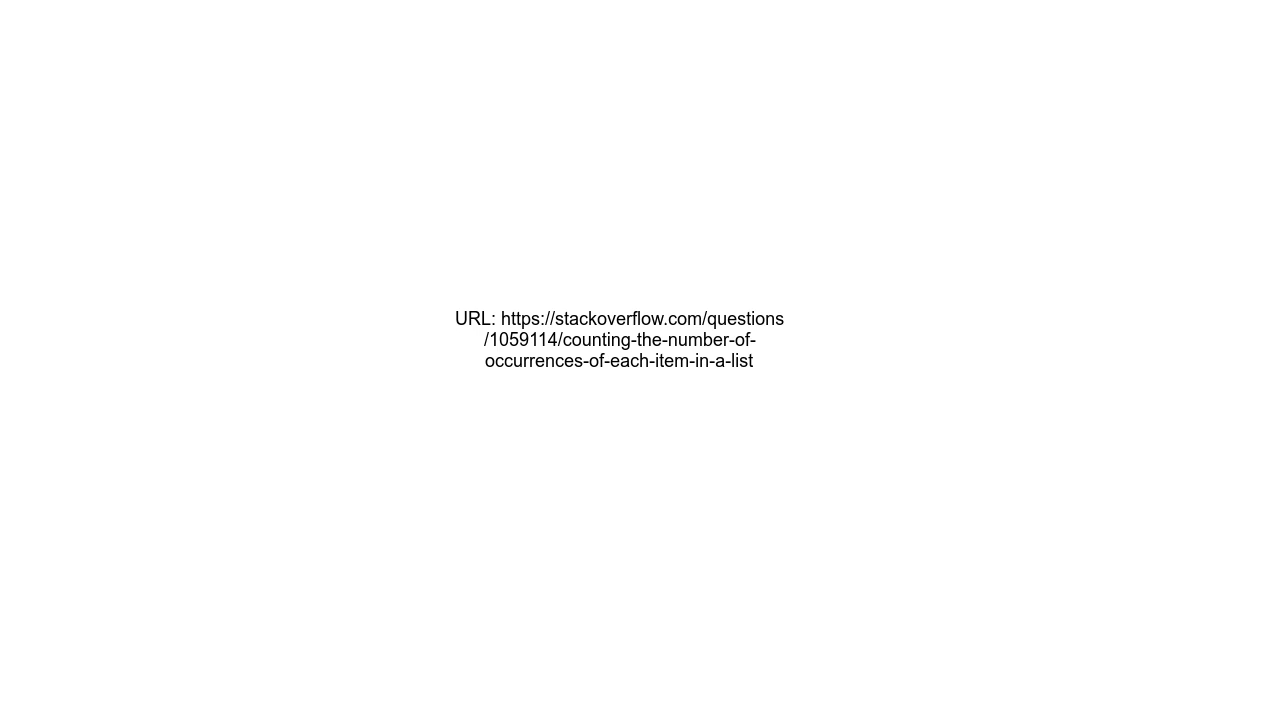 URL: https://stackoverflow.com/questions
/1059114/counting-the-number-of-
occurrences-of-each-item-in-a-list